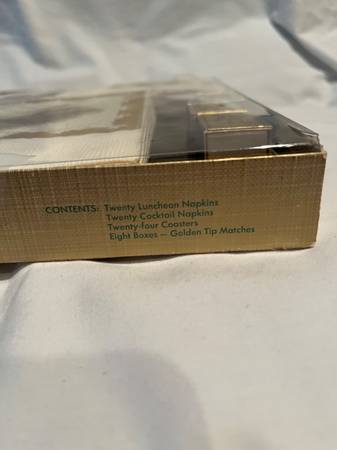 CONTENTS: Twenty Luncheon Napkins
Twenty Cocktail Napkins
Twenty-four Coasters
Eight Boxes — Golden Tip Matches